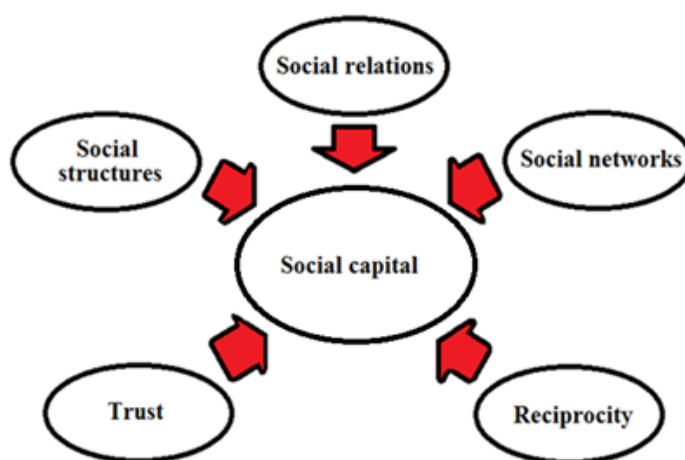 Social relations
Social
structures
Social networks
Social capital
Trust
Reciprocity